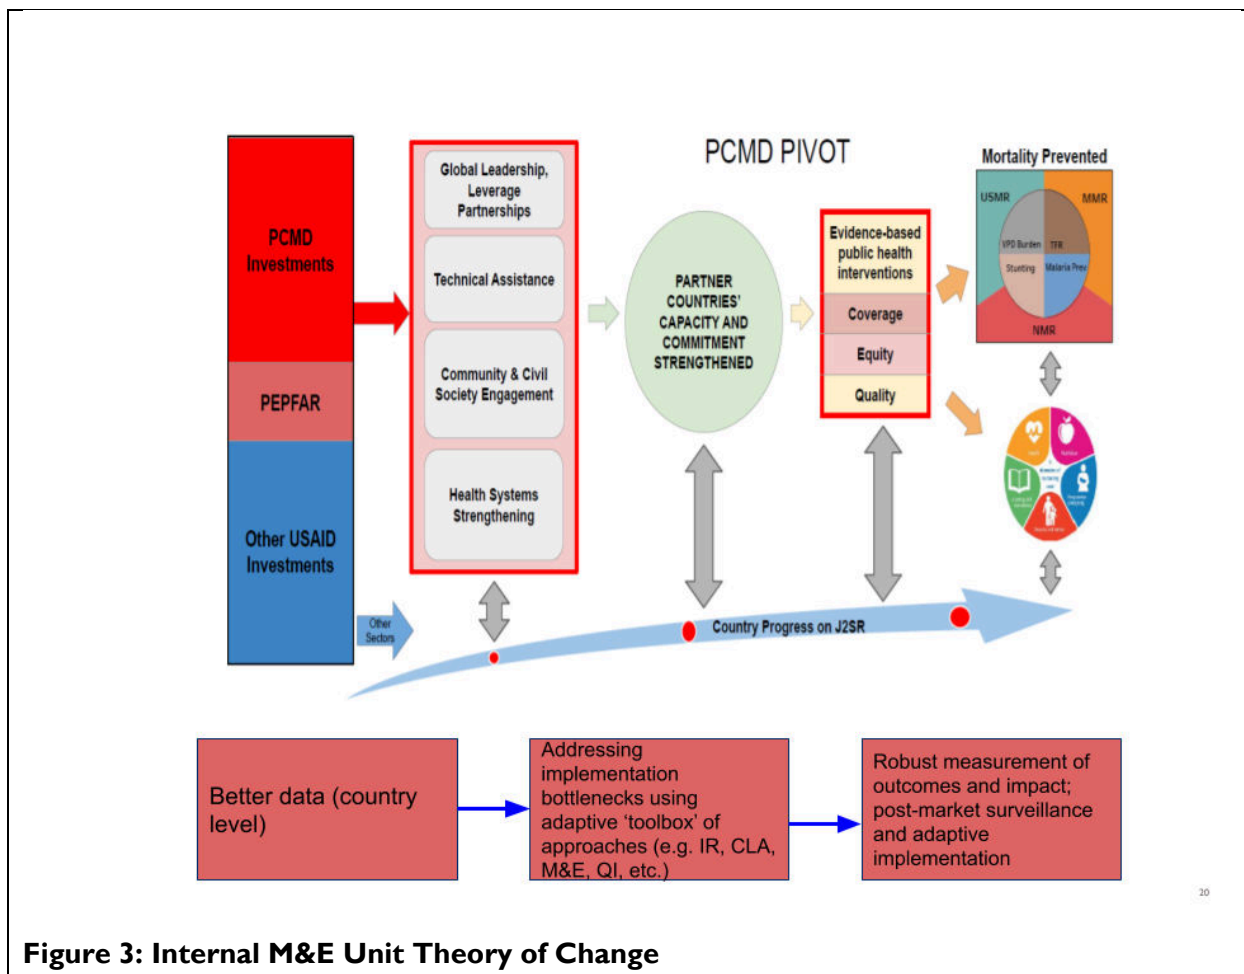 PCMD PIVOT
PCMD
Investments
PEPFAR
Other USAID
Investments
Other
Sectors
Global Leadership,
Leverage
Partnerships
Technical Assistance
Community & Civil
Society Engagement
Health Systems
Strengthening
PARTNER
COUNTRIES’
CAPACITY AND
COMMITMENT
STRENGTHENED
Evidence-based
public health
interventions
Coverage
Equity
Quality
Mortality Prevented
USMR
MMR
VPD Burden
TFR
Stunting
Malaria Prev
NMR
Country Progress on J2SR
Better data (country
level)
Addressing
implementation
bottlenecks using
adaptive ‘toolbox’ of
approaches (e.g. IR, CLA,
M&E, QI, etc.)
Robust measurement of
outcomes and impact;
post-market surveillance
and adaptive
implementation
20
Figure 3: Internal M&E Unit Theory of Change